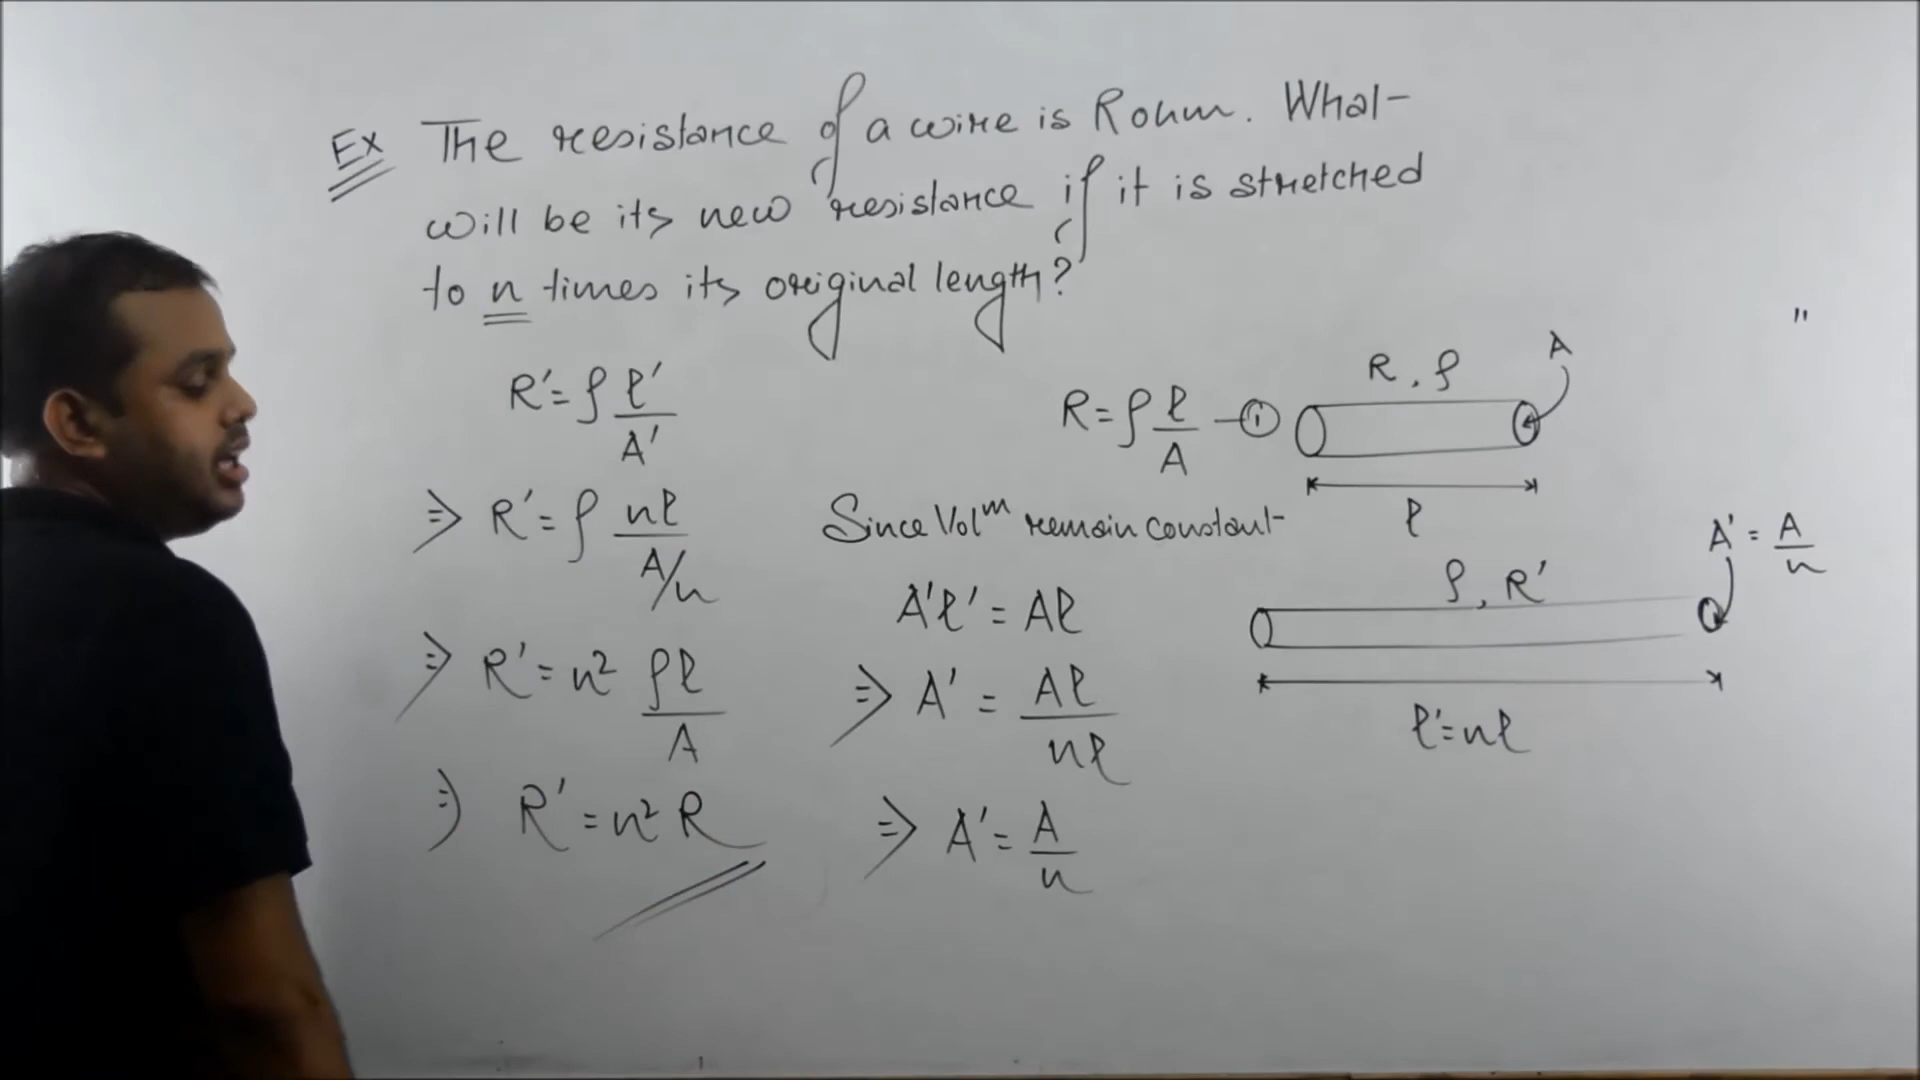 Ex The resistance of a wire is R ohm. What
will be its new resistance if it is stretched
to n times its original length?
R' = ρ l'/A'
⇒ R' = ρ nl/A/n
⇒ R' = n² ρl/A
⇒ R' = n² R
R = ρ l/A — ①
Since Volᵐ remain constant
A'l' = Al
⇒ A' = Al/nl
⇒ A' = A/n
R, ρ
A
l
A' = A/n
ρ, R'
l' = nl
"